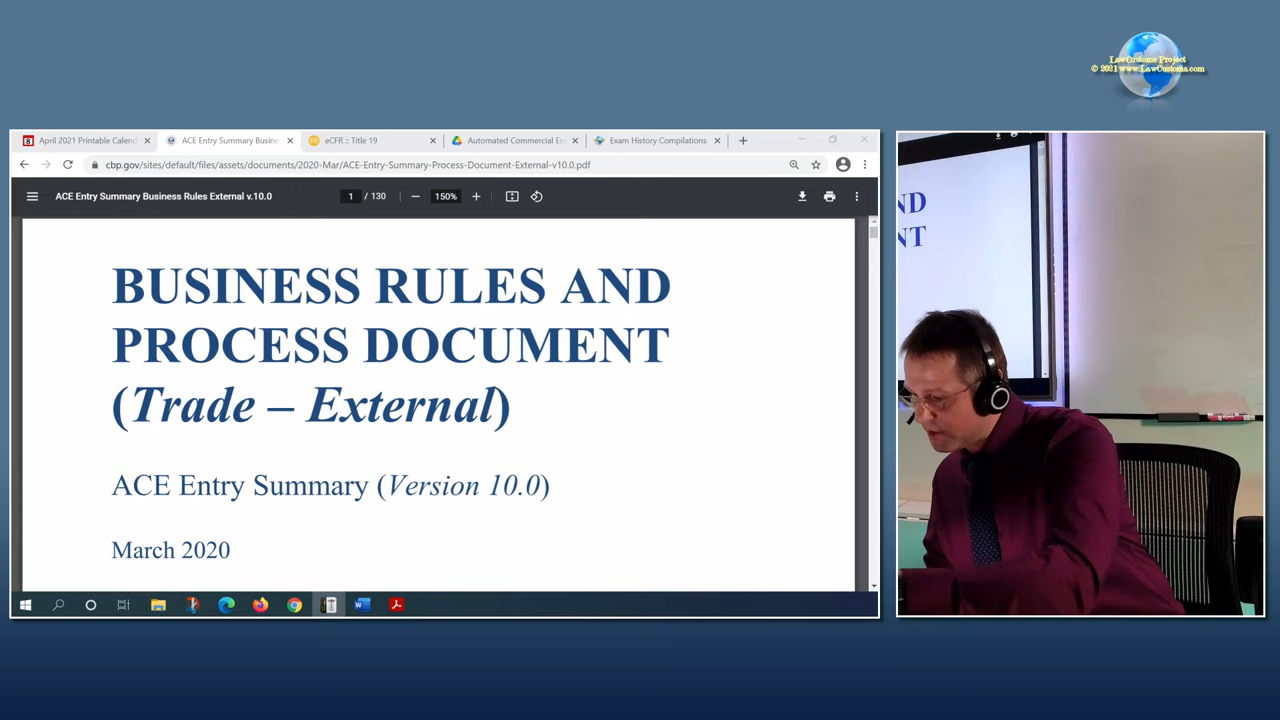 LawCustoms Project
© 2021 www.LawCustoms.com
April 2021 Printable Calend
ACE Entry Summary Busine
eCFR :: Title 19
Automated Commercial En
Exam History Compilations
cbp.gov/sites/default/files/assets/documents/2020-Mar/ACE-Entry-Summary-Process-Document-External-v10.0.pdf
ACE Entry Summary Business Rules External v.10.0
1 / 130
150%
BUSINESS RULES AND
PROCESS DOCUMENT
(Trade – External)
ACE Entry Summary (Version 10.0)
March 2020
ND
NT